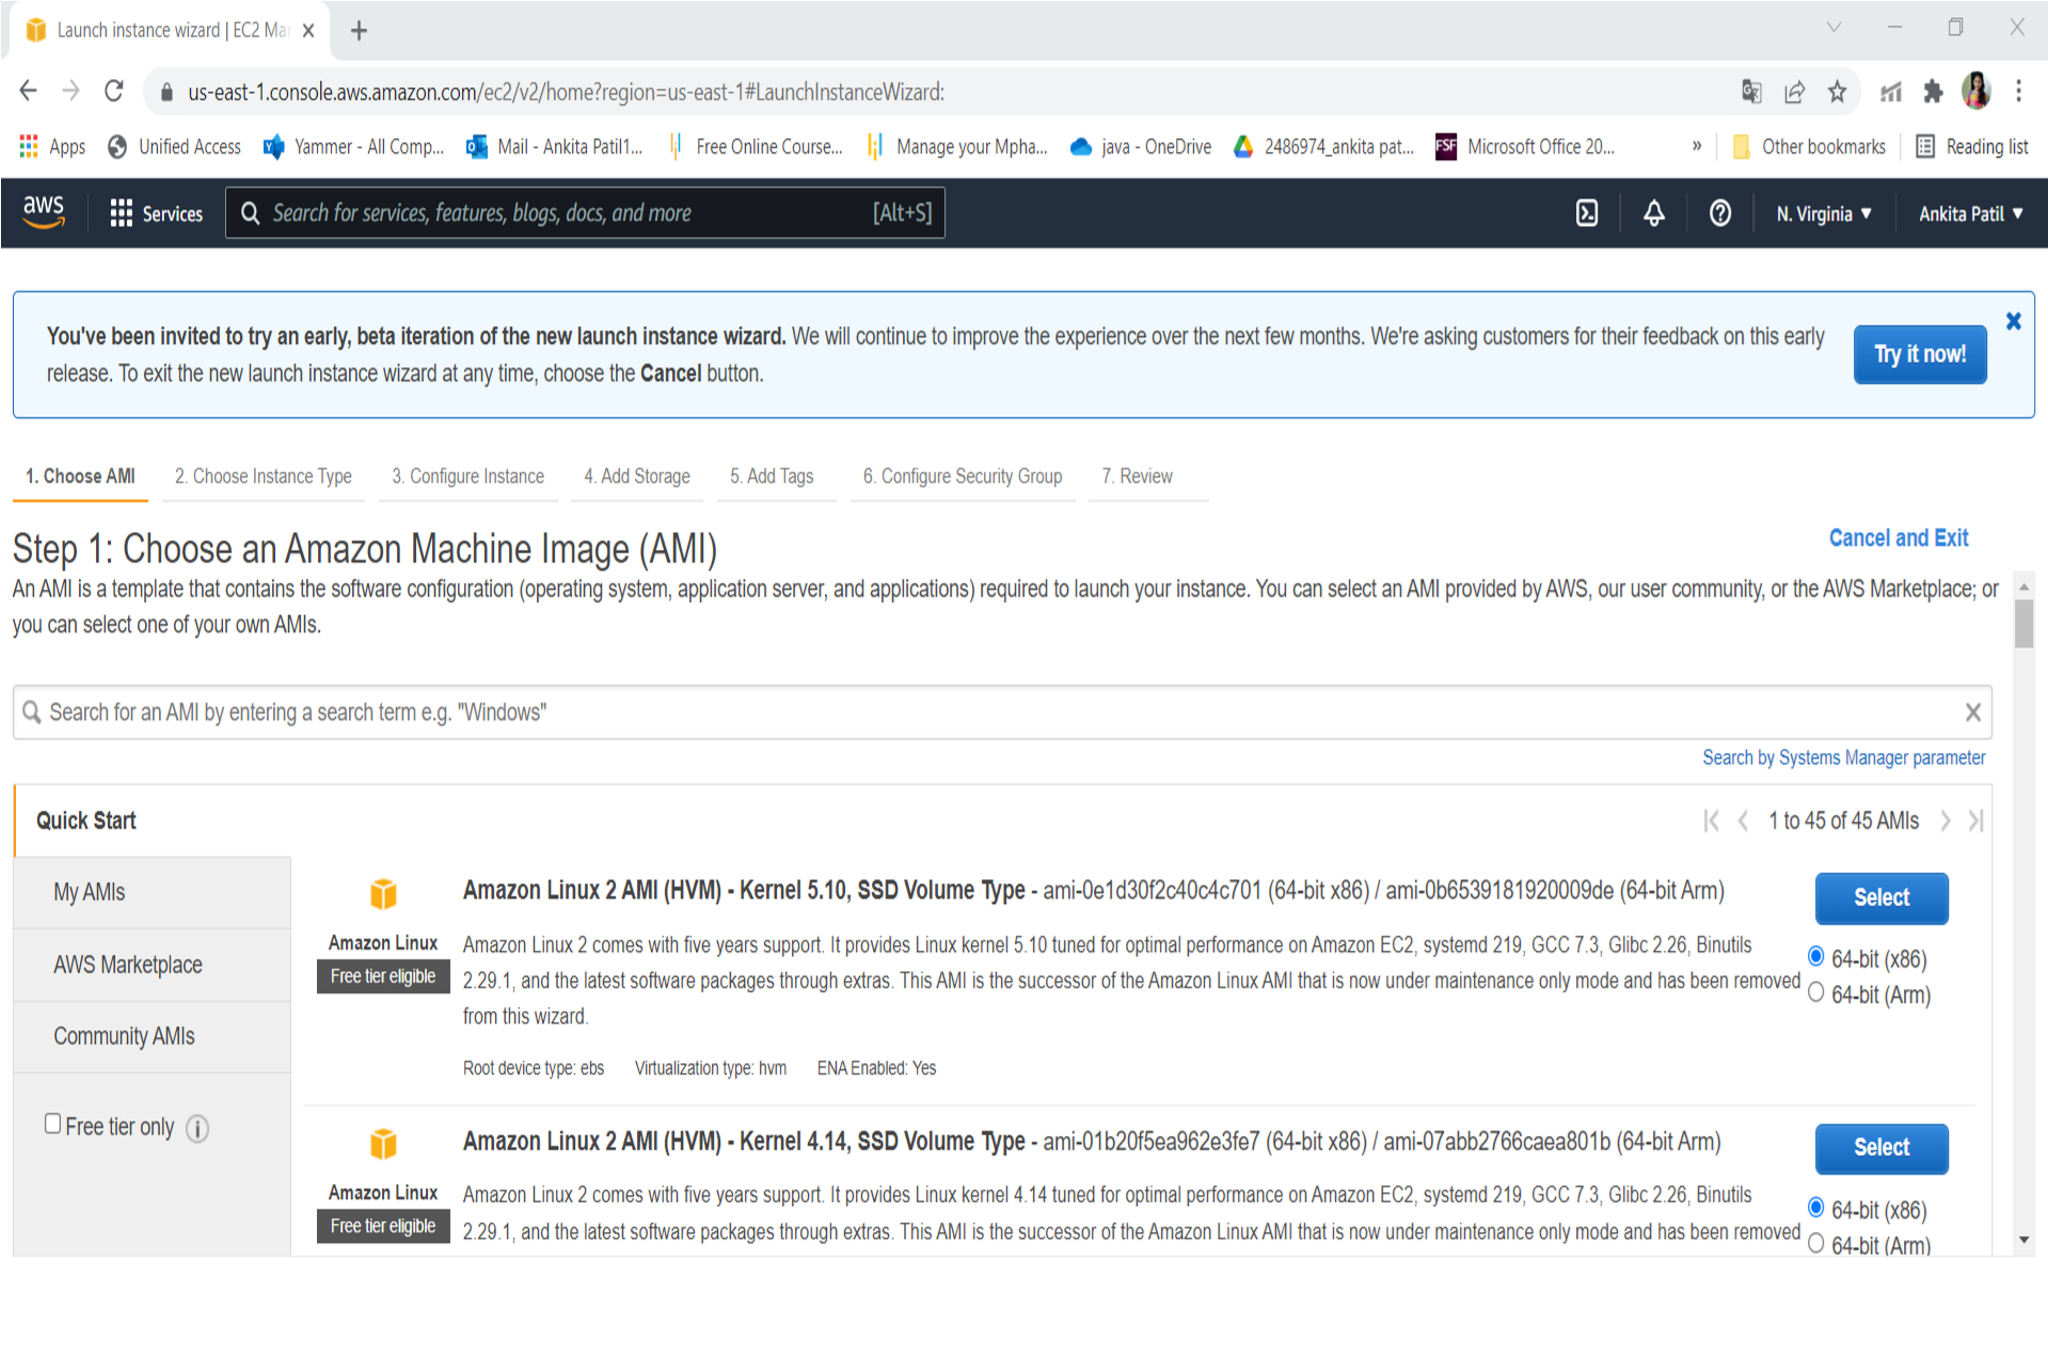 Launch instance wizard | EC2 Mar
us-east-1.console.aws.amazon.com/ec2/v2/home?region=us-east-1#LaunchInstanceWizard:
Apps Unified Access Yammer - All Comp... Mail - Ankita Patil1... Free Online Course... Manage your Mpha... java - OneDrive 2486974_ankita pat... FSF Microsoft Office 20... » Other bookmarks Reading list
aws Services Search for services, features, blogs, docs, and more [Alt+S] N. Virginia ▼ Ankita Patil ▼
You've been invited to try an early, beta iteration of the new launch instance wizard. We will continue to improve the experience over the next few months. We're asking customers for their feedback on this early
release. To exit the new launch instance wizard at any time, choose the Cancel button.
Try it now!
1. Choose AMI 2. Choose Instance Type 3. Configure Instance 4. Add Storage 5. Add Tags 6. Configure Security Group 7. Review
Step 1: Choose an Amazon Machine Image (AMI)
Cancel and Exit
An AMI is a template that contains the software configuration (operating system, application server, and applications) required to launch your instance. You can select an AMI provided by AWS, our user community, or the AWS Marketplace; or
you can select one of your own AMIs.
Search for an AMI by entering a search term e.g. "Windows"
Search by Systems Manager parameter
Quick Start
1 to 45 of 45 AMIs
My AMIs
AWS Marketplace
Community AMIs
Free tier only
Amazon Linux
Free tier eligible
Amazon Linux 2 AMI (HVM) - Kernel 5.10, SSD Volume Type - ami-0e1d30f2c40c4c701 (64-bit x86) / ami-0b6539181920009de (64-bit Arm)
Amazon Linux 2 comes with five years support. It provides Linux kernel 5.10 tuned for optimal performance on Amazon EC2, systemd 219, GCC 7.3, Glibc 2.26, Binutils
2.29.1, and the latest software packages through extras. This AMI is the successor of the Amazon Linux AMI that is now under maintenance only mode and has been removed
from this wizard.
Root device type: ebs Virtualization type: hvm ENA Enabled: Yes
Select
64-bit (x86)
64-bit (Arm)
Amazon Linux
Free tier eligible
Amazon Linux 2 AMI (HVM) - Kernel 4.14, SSD Volume Type - ami-01b20f5ea962e3fe7 (64-bit x86) / ami-07abb2766caea801b (64-bit Arm)
Amazon Linux 2 comes with five years support. It provides Linux kernel 4.14 tuned for optimal performance on Amazon EC2, systemd 219, GCC 7.3, Glibc 2.26, Binutils
2.29.1, and the latest software packages through extras. This AMI is the successor of the Amazon Linux AMI that is now under maintenance only mode and has been removed
Select
64-bit (x86)
64-bit (Arm)